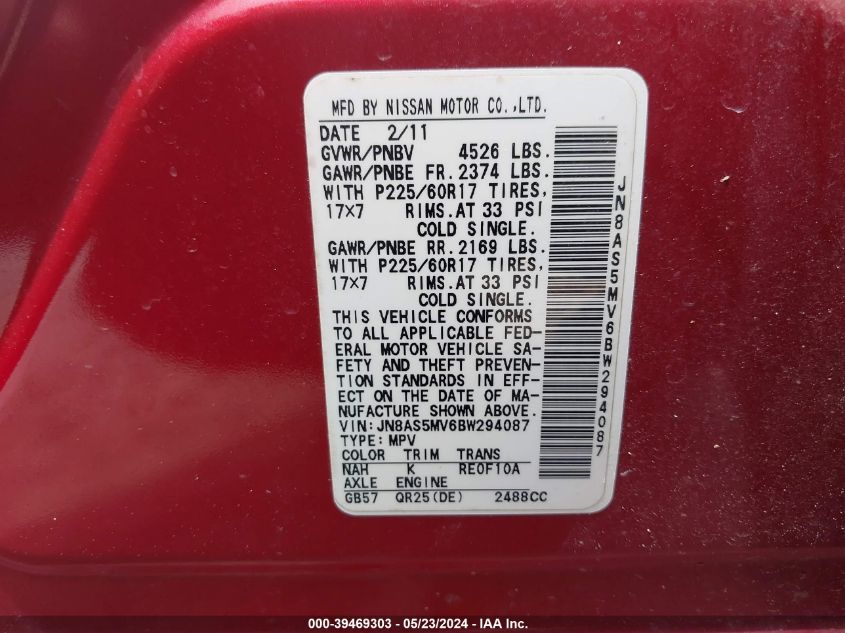 MFD BY NISSAN MOTOR CO.,LTD.
DATE 2/11
GVWR/PNBV 4526 LBS.
GAWR/PNBE FR. 2374 LBS.
WITH P225/60R17 TIRES,
17×7 RIMS.AT 33 PSI
COLD SINGLE.
GAWR/PNBE RR. 2169 LBS.
WITH P225/60R17 TIRES,
17×7 RIMS.AT 33 PSI
COLD SINGLE.
THIS VEHICLE CONFORMS
TO ALL APPLICABLE FED-
ERAL MOTOR VEHICLE SA-
FETY AND THEFT PREVEN-
TION STANDARDS IN EFF-
ECT ON THE DATE OF MA-
NUFACTURE SHOWN ABOVE.
VIN:JN8AS5MV6BW294087
TYPE:MPV
COLOR TRIM TRANS
NAH K RE0F10A
AXLE ENGINE
GB57 QR25(DE) 2488CC
JN8AS5MV6BW294087
000-39469303 - 05/23/2024 - IAAI.com